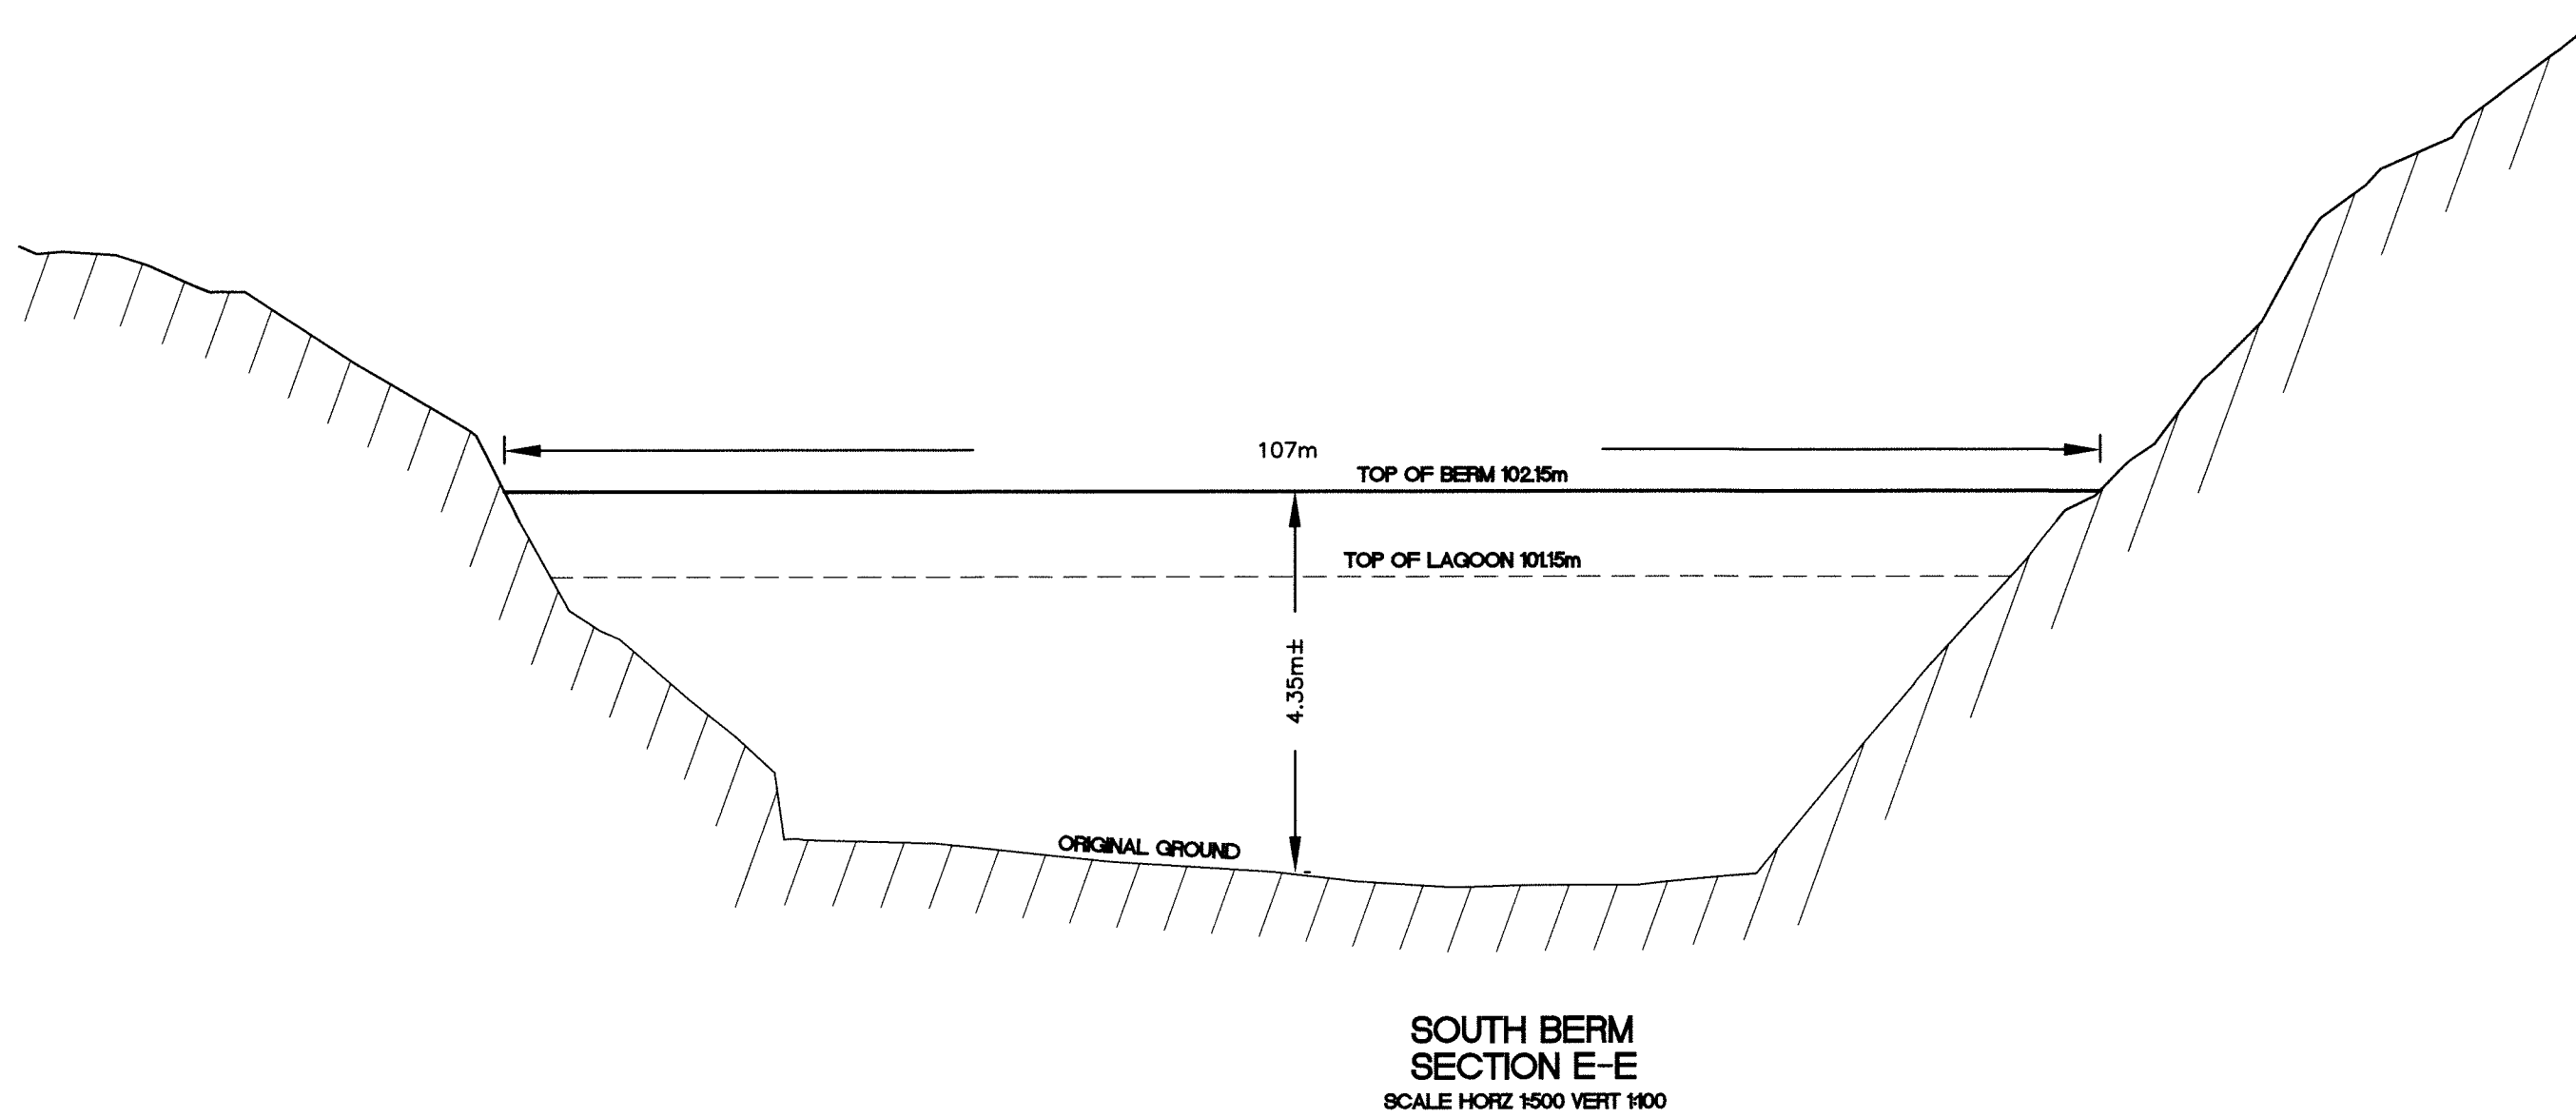 107m
TOP OF BERM 102.15m
TOP OF LAGOON 101.15m
4.35m±
ORIGINAL GROUND
SOUTH BERM
SECTION E-E
SCALE HORZ 1:500 VERT 1:100